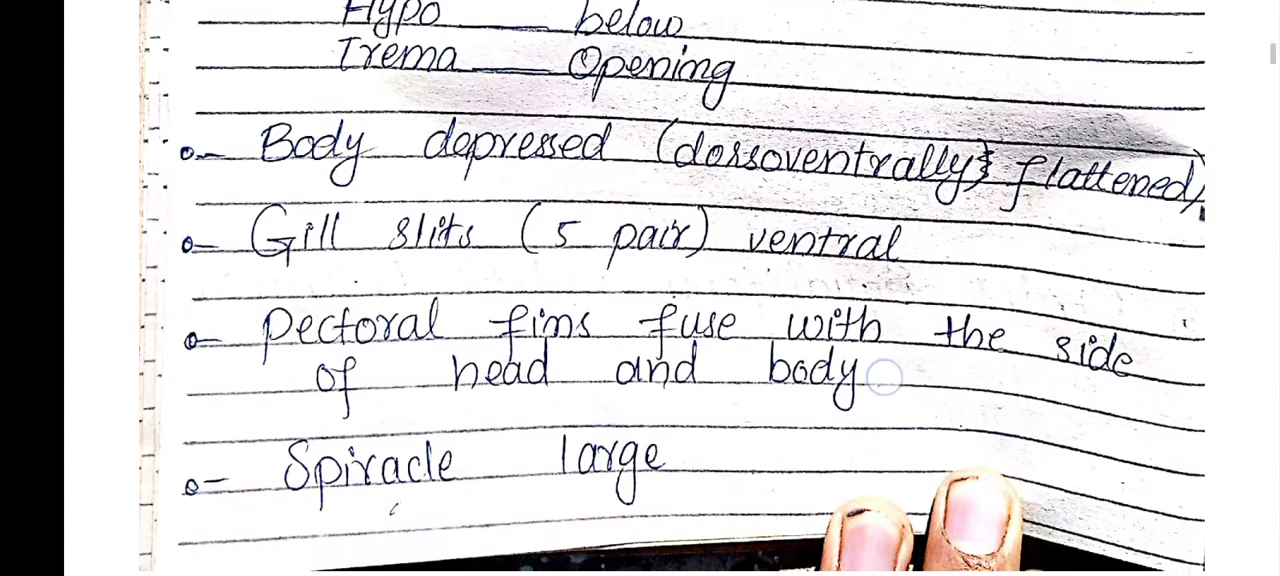 Hypo below
Trema Opening
Body depressed (dorsoventrally} flattened)
Gill slits (5 pair) ventral
Pectoral fins fuse with the side
of head and body
Spiracle large